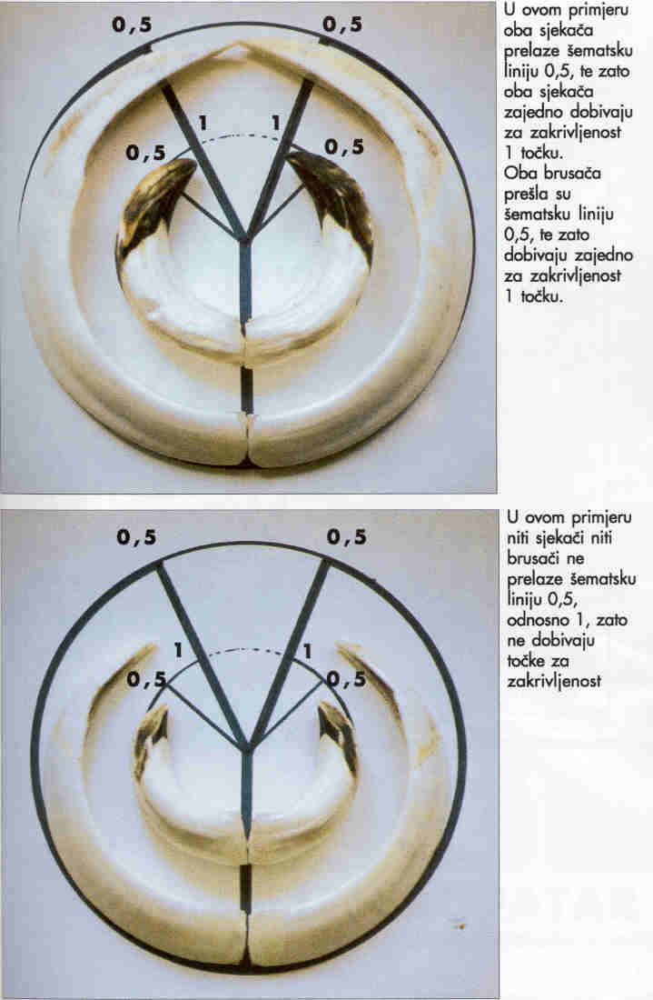 0,5 0,5
1 1
0,5 0,5
U ovom primjeru
oba sjekača
prelaze šematsku
liniju 0,5, te zato
oba sjekača
zajedno dobivaju
za zakrivljenost
1 točku.
Oba brusača
prešla su
šematsku liniju
0,5, te zato
dobivaju zajedno
za zakrivljenost
1 točku.
0,5 0,5
1 1
0,5 0,5
U ovom primjeru
niti sjekači niti
brusači ne
prelaze šematsku
liniju 0,5,
odnosno 1, zato
ne dobivaju
točke za
zakrivljenost